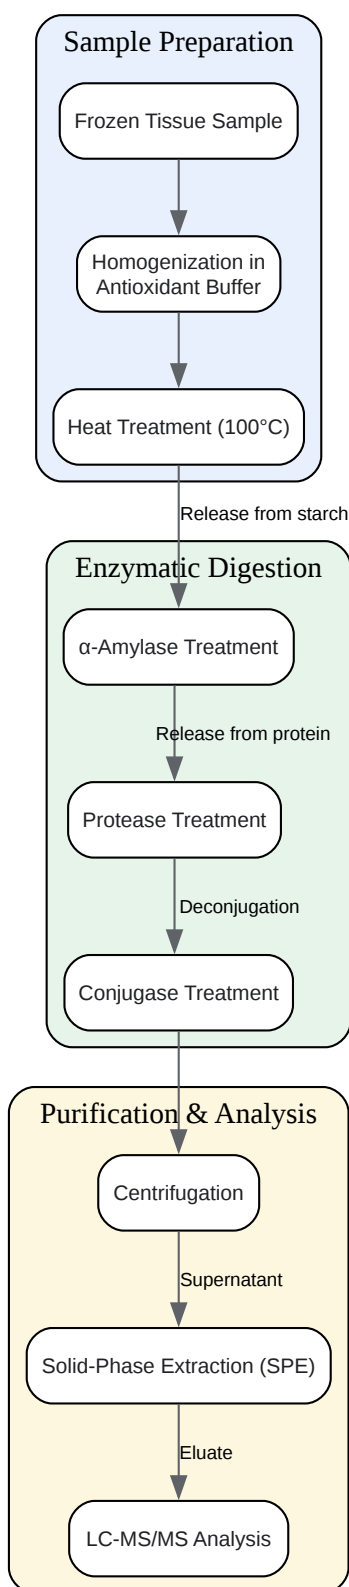 Sample Preparation
Frozen Tissue Sample
Homogenization in
Antioxidant Buffer
Heat Treatment (100°C)
Release from starch
Enzymatic Digestion
α-Amylase Treatment
Release from protein
Protease Treatment
Deconjugation
Conjugase Treatment
Purification & Analysis
Centrifugation
Supernatant
Solid-Phase Extraction (SPE)
Eluate
LC-MS/MS Analysis